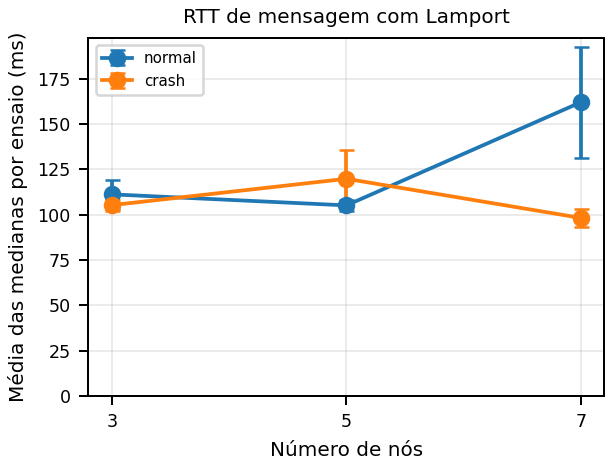 RTT de mensagem com Lamport
normal
crash
Média das medianas por ensaio (ms)
175
150
125
100
75
50
25
0
3
5
7
Número de nós